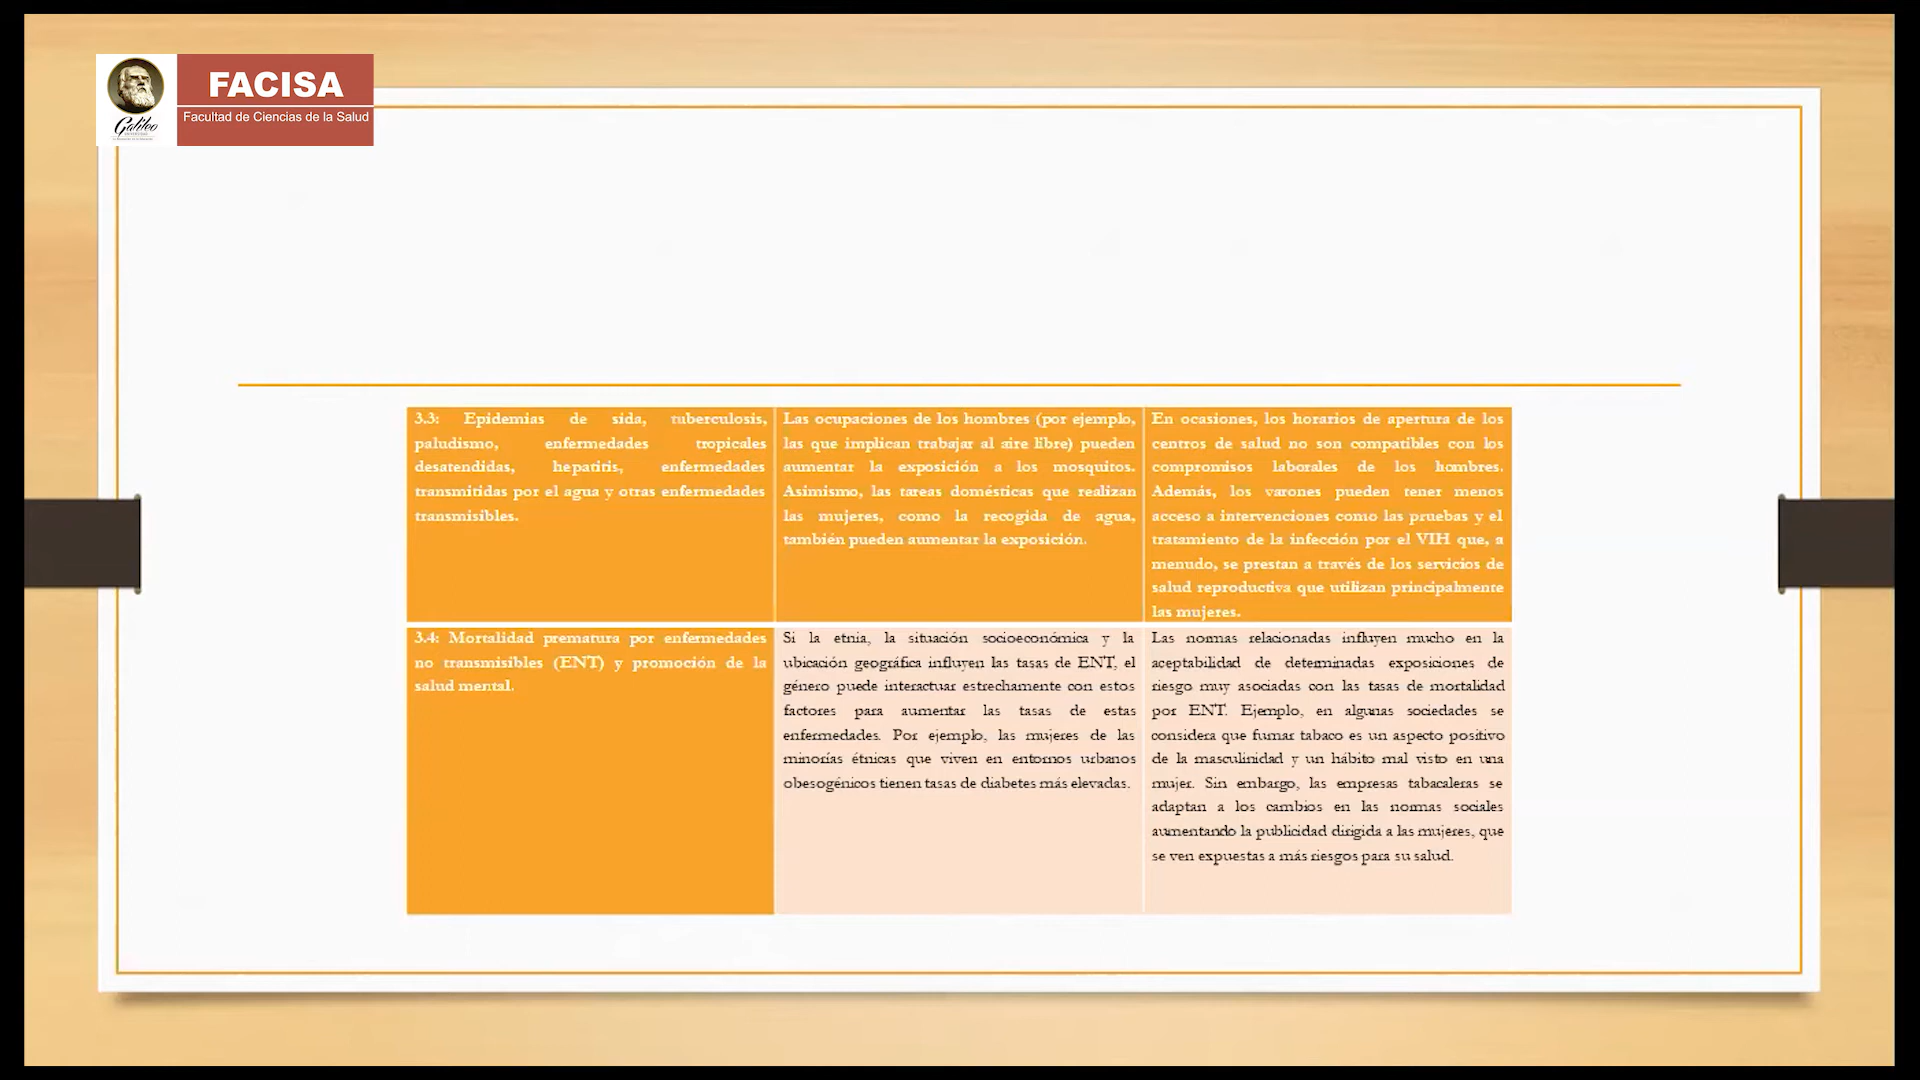 FACISA
Facultad de Ciencias de la Salud
Galileo
3.3: Epidemias de sida, tuberculosis,
paludismo, enfermedades tropicales
desatendidas, hepatitis, enfermedades
transmitidas por el agua y otras enfermedades
transmisibles.
Las ocupaciones de los hombres (por ejemplo,
las que implican trabajar al aire libre) pueden
aumentar la exposición a los mosquitos.
Asimismo, las tareas domésticas que realizan
las mujeres, como la recogida de agua,
también pueden aumentar la exposición.
En ocasiones, los horarios de apertura de los
centros de salud no son compatibles con los
compromisos laborales de los hombres.
Además, los varones pueden tener menos
acceso a intervenciones como las pruebas y el
tratamiento de la infección por el VIH que, a
menudo, se prestan a través de los servicios de
salud reproductiva que utilizan principalmente
las mujeres.
3.4: Mortalidad prematura por enfermedades
no transmisibles (ENT) y promoción de la
salud mental.
Si la etnia, la situación socioeconómica y la
ubicación geográfica influyen las tasas de ENT, el
género puede interactuar estrechamente con estos
factores para aumentar las tasas de estas
enfermedades. Por ejemplo, las mujeres de las
minorías étnicas que viven en entornos urbanos
obesogénicos tienen tasas de diabetes más elevadas.
Las normas relacionadas influyen mucho en la
aceptabilidad de determinadas exposiciones de
riesgo muy asociadas con las tasas de mortalidad
por ENT. Ejemplo, en algunas sociedades se
considera que fumar tabaco es un aspecto positivo
de la masculinidad y un hábito mal visto en una
mujer. Sin embargo, las empresas tabacaleras se
adaptan a los cambios en las normas sociales
aumentando la publicidad dirigida a las mujeres, que
se ven expuestas a más riesgos para su salud.